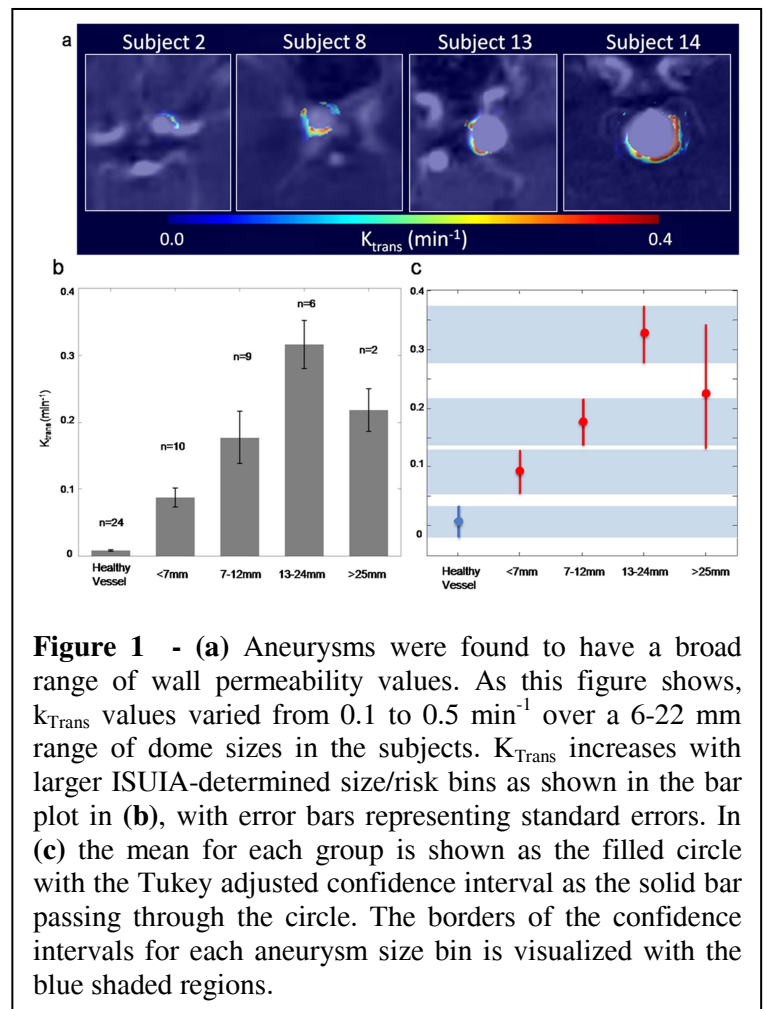 a
Subject 2 Subject 8 Subject 13 Subject 14
0.0 Ktrans (min-1) 0.4
b
0.4
0.3
0.2
0.1
0
Ktrans (min-1)
n=24
n=10
n=9
n=6
n=2
Healthy Vessel <7mm 7-12mm 13-24mm >25mm
c
0.4
0.3
0.2
0.1
0
Healthy Vessel <7mm 7-12mm 13-24mm >25mm
Figure 1 - (a) Aneurysms were found to have a broad
range of wall permeability values. As this figure shows,
kTrans values varied from 0.1 to 0.5 min-1 over a 6-22 mm
range of dome sizes in the subjects. KTrans increases with
larger ISUIA-determined size/risk bins as shown in the bar
plot in (b), with error bars representing standard errors. In
(c) the mean for each group is shown as the filled circle
with the Tukey adjusted confidence interval as the solid bar
passing through the circle. The borders of the confidence
intervals for each aneurysm size bin is visualized with the
blue shaded regions.